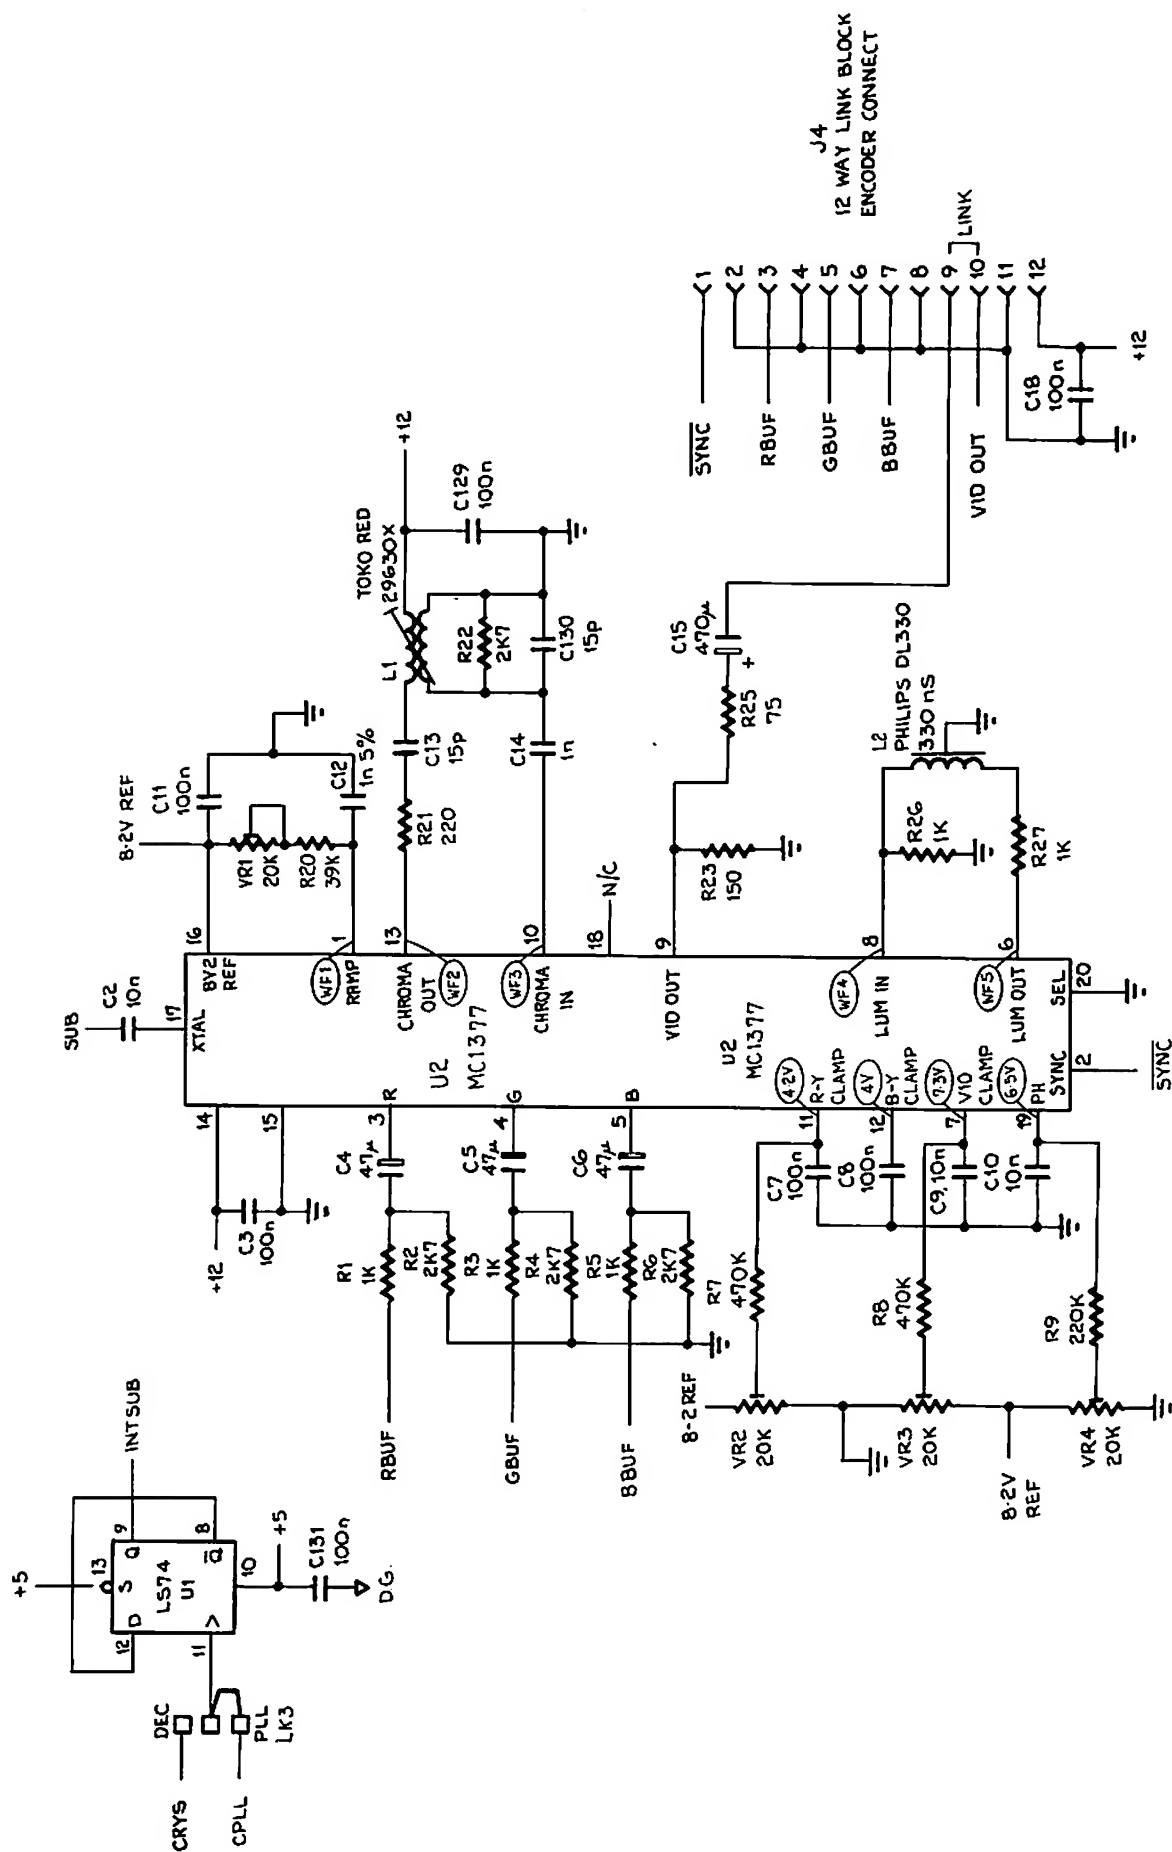 CRYS
CPLL
DEC
PLL
LK3
+5
12
D
11
S
13
LS74
U1
Q
9
Q̅
8
10
INTSUB
+5
C131
100n
D.G.
SUB
C2
10n
17
XTAL
+12
C3
100n
14
15
16
8V2
REF
8·2V REF
C11
100n
VR1
20K
R20
39K
C12
1n 5%
1
WF1
RAMP
RBUF
R1
1K
R2
2K7
C4
47µ
3
R
U2
MC1377
CHROMA
OUT
WF2
13
R21
220
C13
15p
L1
TOKO RED
A29630X
+12
C129
100n
GBUF
R3
1K
R4
2K7
C5
47µ
4
G
CHROMA
IN
WF3
10
C14
1n
R22
2K7
C130
15p
BBUF
R5
1K
R6
2K7
C6
47µ
5
B
18
N/C
VID OUT
9
R23
150
R25
75
C15
470µ
+
8-2 REF
VR2
20K
R7
470K
C7
100n
11
4·2V
R-Y
CLAMP
U2
MC1377
C8
100n
12
4V
B-Y
CLAMP
WF4
LUM IN
8
R26
1K
L2
PHILIPS DL330
330 nS
VR3
20K
R8
470K
C9,10n
7
7·3V
VID
CLAMP
8·2V
REF
C10
10n
19
6·5V
PH
WF5
LUM OUT
6
R27
1K
VR4
20K
R9
220K
SYNC
2
SYNC
SEL
20
J4
12 WAY LINK BLOCK
ENCODER CONNECT
SYNC
1
2
RBUF
3
4
GBUF
5
6
BBUF
7
8
9
LINK
VID OUT
10
11
C18
100n
12
+12